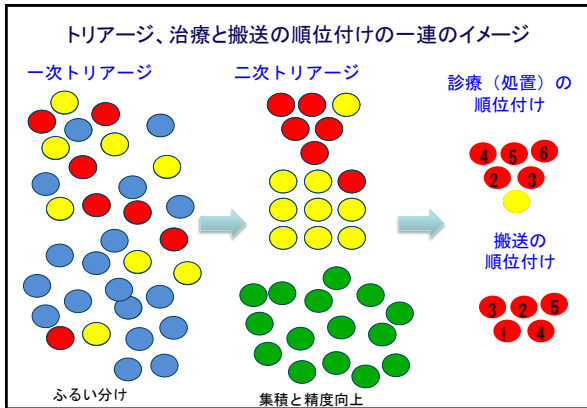 トリアージ、治療と搬送の順位付けの一連のイメージ
一次トリアージ
二次トリアージ
診療（処置）の
順位付け
4 5 6
2 3
搬送の
順位付け
3 2 5
1 4
ふるい分け
集積と精度向上